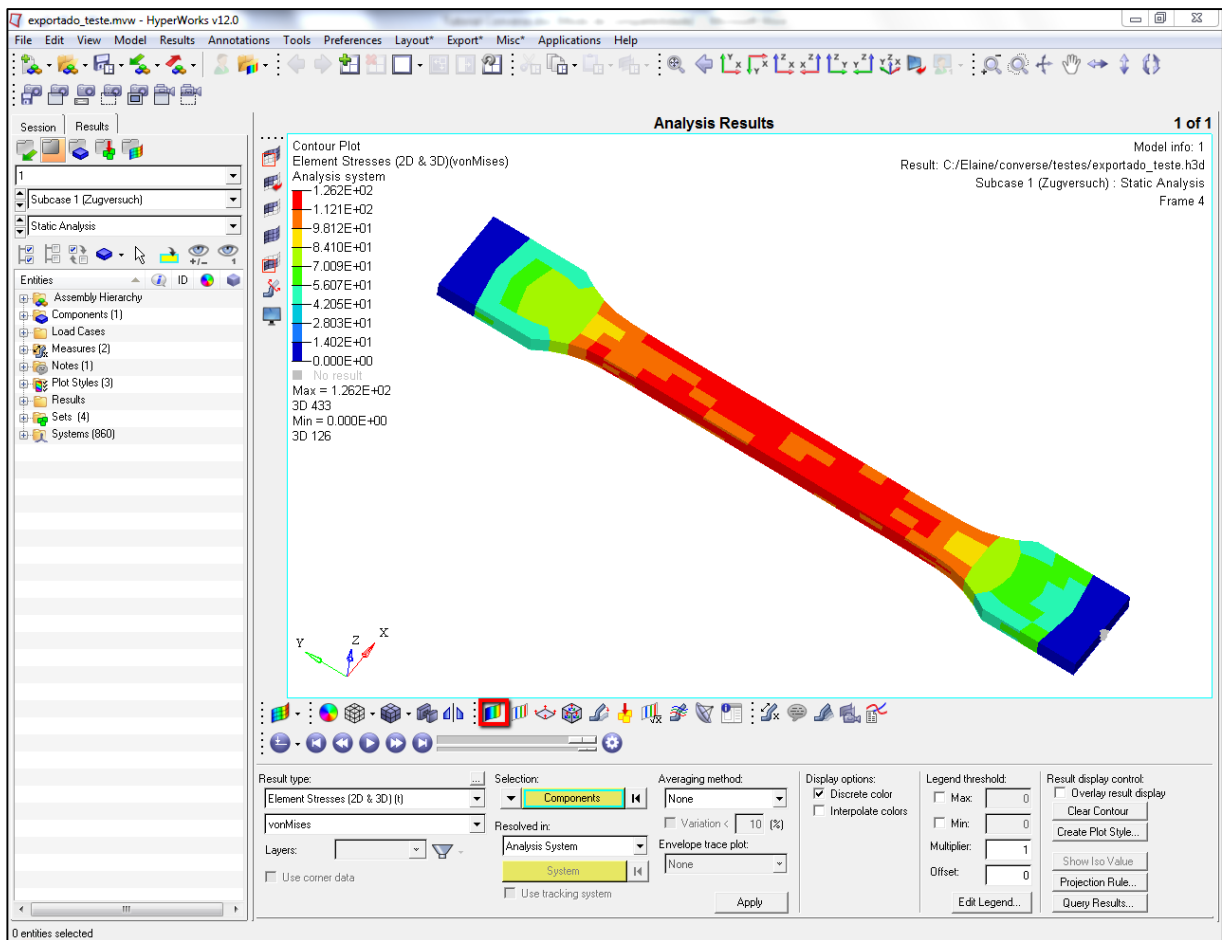 exportado_teste.mvw - HyperWorks v12.0
File Edit View Model Results Annotations Tools Preferences Layout* Export* Misc* Applications Help
Session Results
1
Subcase 1 (Zugversuch)
Static Analysis
+/- 1
Entities ID
Assembly Hierarchy
Components (1)
Load Cases
Measures (2)
Notes (1)
Plot Styles (3)
Results
Sets (4)
Systems (860)
Analysis Results 1 of 1
Contour Plot
Element Stresses (2D & 3D)(vonMises)
Analysis system
1.262E+02
1.121E+02
9.812E+01
8.410E+01
7.009E+01
5.607E+01
4.205E+01
2.803E+01
1.402E+01
0.000E+00
No result
Max = 1.262E+02
3D 433
Min = 0.000E+00
3D 126
Model info: 1
Result: C:/Elaine/converse/testes/exportado_teste.h3d
Subcase 1 (Zugversuch) : Static Analysis
Frame 4
Y Z X
Result type: ...
Element Stresses (2D & 3D) (t)
vonMises
Layers:
Use corner data
Selection:
Components
Resolved in:
Analysis System
System
Use tracking system
Averaging method:
None
Variation < 10 (%)
Envelope trace plot:
None
Apply
Display options:
Discrete color
Interpolate colors
Legend threshold:
Max: 0
Min: 0
Multiplier: 1
Offset: 0
Edit Legend...
Result display control:
Overlay result display
Clear Contour
Create Plot Style...
Show Iso Value
Projection Rule...
Query Results...
0 entities selected